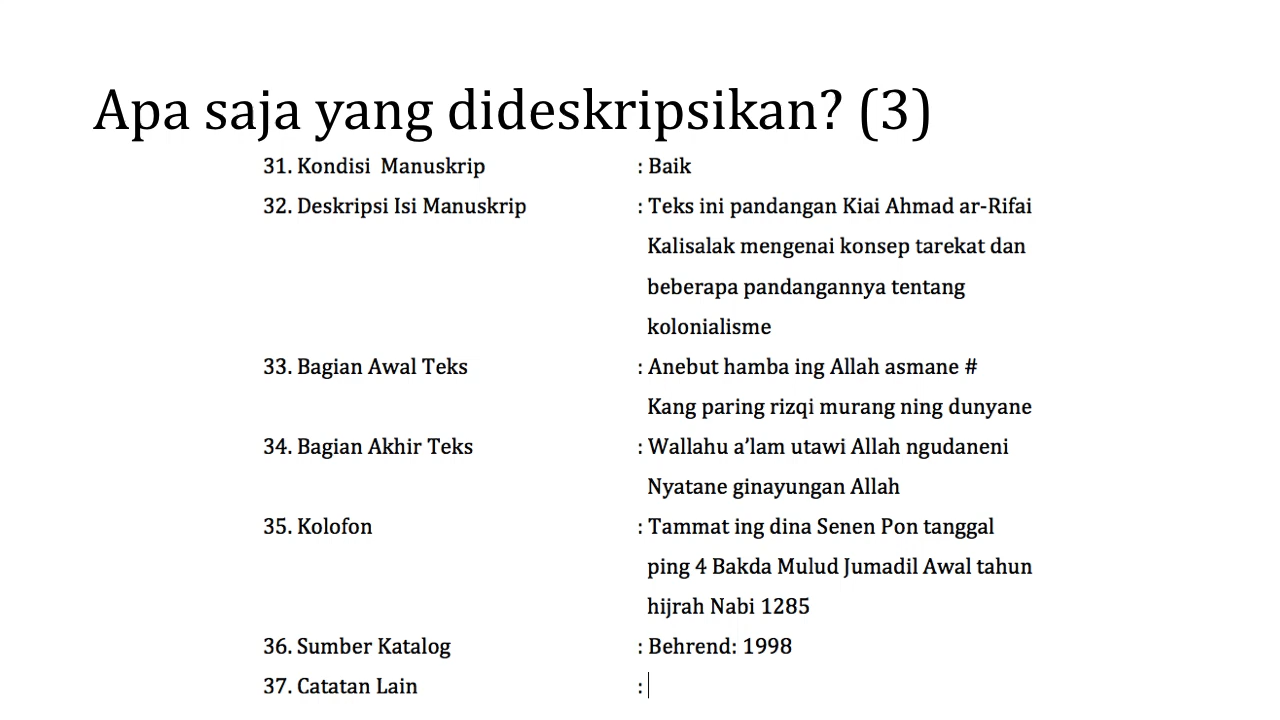 Apa saja yang dideskripsikan? (3)
31. Kondisi Manuskrip : Baik
32. Deskripsi Isi Manuskrip : Teks ini pandangan Kiai Ahmad ar-Rifai
Kalisalak mengenai konsep tarekat dan
beberapa pandangannya tentang
kolonialisme
33. Bagian Awal Teks : Anebut hamba ing Allah asmane #
Kang paring rizqi murang ning dunyane
34. Bagian Akhir Teks : Wallahu a’lam utawi Allah ngudaneni
Nyatane ginayungan Allah
35. Kolofon : Tammat ing dina Senen Pon tanggal
ping 4 Bakda Mulud Jumadil Awal tahun
hijrah Nabi 1285
36. Sumber Katalog : Behrend: 1998
37. Catatan Lain :